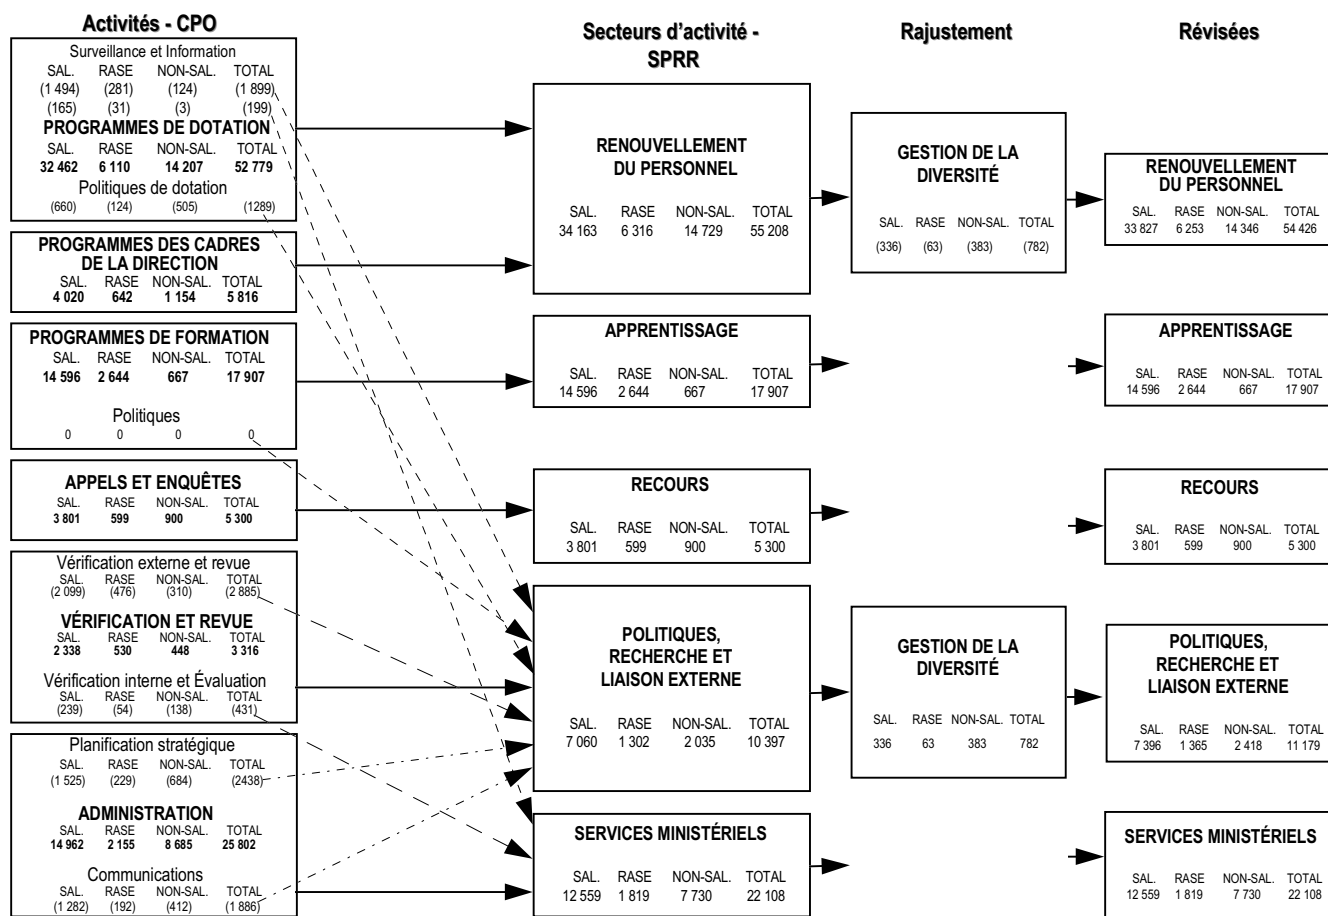 Activités - CPO
Surveillance et Information
SAL. RASE NON-SAL. TOTAL
(1 494) (281) (124) (1 899)
(165) (31) (3) (199)
PROGRAMMES DE DOTATION
SAL. RASE NON-SAL. TOTAL
32 462 6 110 14 207 52 779
Politiques de dotation
(660) (124) (505) (1289)
PROGRAMMES DES CADRES
DE LA DIRECTION
SAL. RASE NON-SAL. TOTAL
4 020 642 1 154 5 816
PROGRAMMES DE FORMATION
SAL. RASE NON-SAL. TOTAL
14 596 2 644 667 17 907
Politiques
0 0 0 0
APPELS ET ENQUÊTES
SAL. RASE NON-SAL. TOTAL
3 801 599 900 5 300
Vérification externe et revue
SAL. RASE NON-SAL. TOTAL
(2 099) (476) (310) (2 885)
VÉRIFICATION ET REVUE
SAL. RASE NON-SAL. TOTAL
2 338 530 448 3 316
Vérification interne et Évaluation
SAL. RASE NON-SAL. TOTAL
(239) (54) (138) (431)
Planification stratégique
SAL. RASE NON-SAL. TOTAL
(1 525) (229) (684) (2438)
ADMINISTRATION
SAL. RASE NON-SAL. TOTAL
14 962 2 155 8 685 25 802
Communications
SAL. RASE NON-SAL. TOTAL
(1 282) (192) (412) (1 886)
Secteurs d'activité -
SPRR
RENOUVELLEMENT
DU PERSONNEL
SAL. RASE NON-SAL. TOTAL
34 163 6 316 14 729 55 208
APPRENTISSAGE
SAL. RASE NON-SAL. TOTAL
14 596 2 644 667 17 907
RECOURS
SAL. RASE NON-SAL. TOTAL
3 801 599 900 5 300
POLITIQUES,
RECHERCHE ET
LIAISON EXTERNE
SAL. RASE NON-SAL. TOTAL
7 060 1 302 2 035 10 397
SERVICES MINISTÉRIELS
SAL. RASE NON-SAL. TOTAL
12 559 1 819 7 730 22 108
Rajustement
GESTION DE LA
DIVERSITÉ
SAL. RASE NON-SAL. TOTAL
(336) (63) (383) (782)
GESTION DE LA
DIVERSITÉ
SAL. RASE NON-SAL. TOTAL
336 63 383 782
Révisées
RENOUVELLEMENT
DU PERSONNEL
SAL. RASE NON-SAL. TOTAL
33 827 6 253 14 346 54 426
APPRENTISSAGE
SAL. RASE NON-SAL. TOTAL
14 596 2 644 667 17 907
RECOURS
SAL. RASE NON-SAL. TOTAL
3 801 599 900 5 300
POLITIQUES,
RECHERCHE ET
LIAISON EXTERNE
SAL. RASE NON-SAL. TOTAL
7 396 1 365 2 418 11 179
SERVICES MINISTÉRIELS
SAL. RASE NON-SAL. TOTAL
12 559 1 819 7 730 22 108